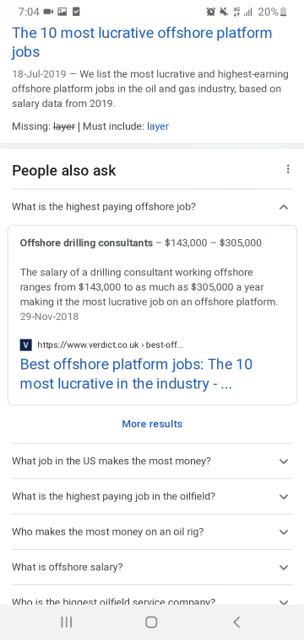 7:04
20%
The 10 most lucrative offshore platform
jobs
18-Jul-2019 — We list the most lucrative and highest-earning
offshore platform jobs in the oil and gas industry, based on
salary data from 2019.
Missing: layer | Must include: layer
People also ask
What is the highest paying offshore job?
Offshore drilling consultants – $143,000 – $305,000
The salary of a drilling consultant working offshore
ranges from $143,000 to as much as $305,000 a year
making it the most lucrative job on an offshore platform.
29-Nov-2018
V https://www.verdict.co.uk › best-off...
Best offshore platform jobs: The 10
most lucrative in the industry - ...
More results
What job in the US makes the most money?
What is the highest paying job in the oilfield?
Who makes the most money on an oil rig?
What is offshore salary?
Who is the biggest oilfield service company?